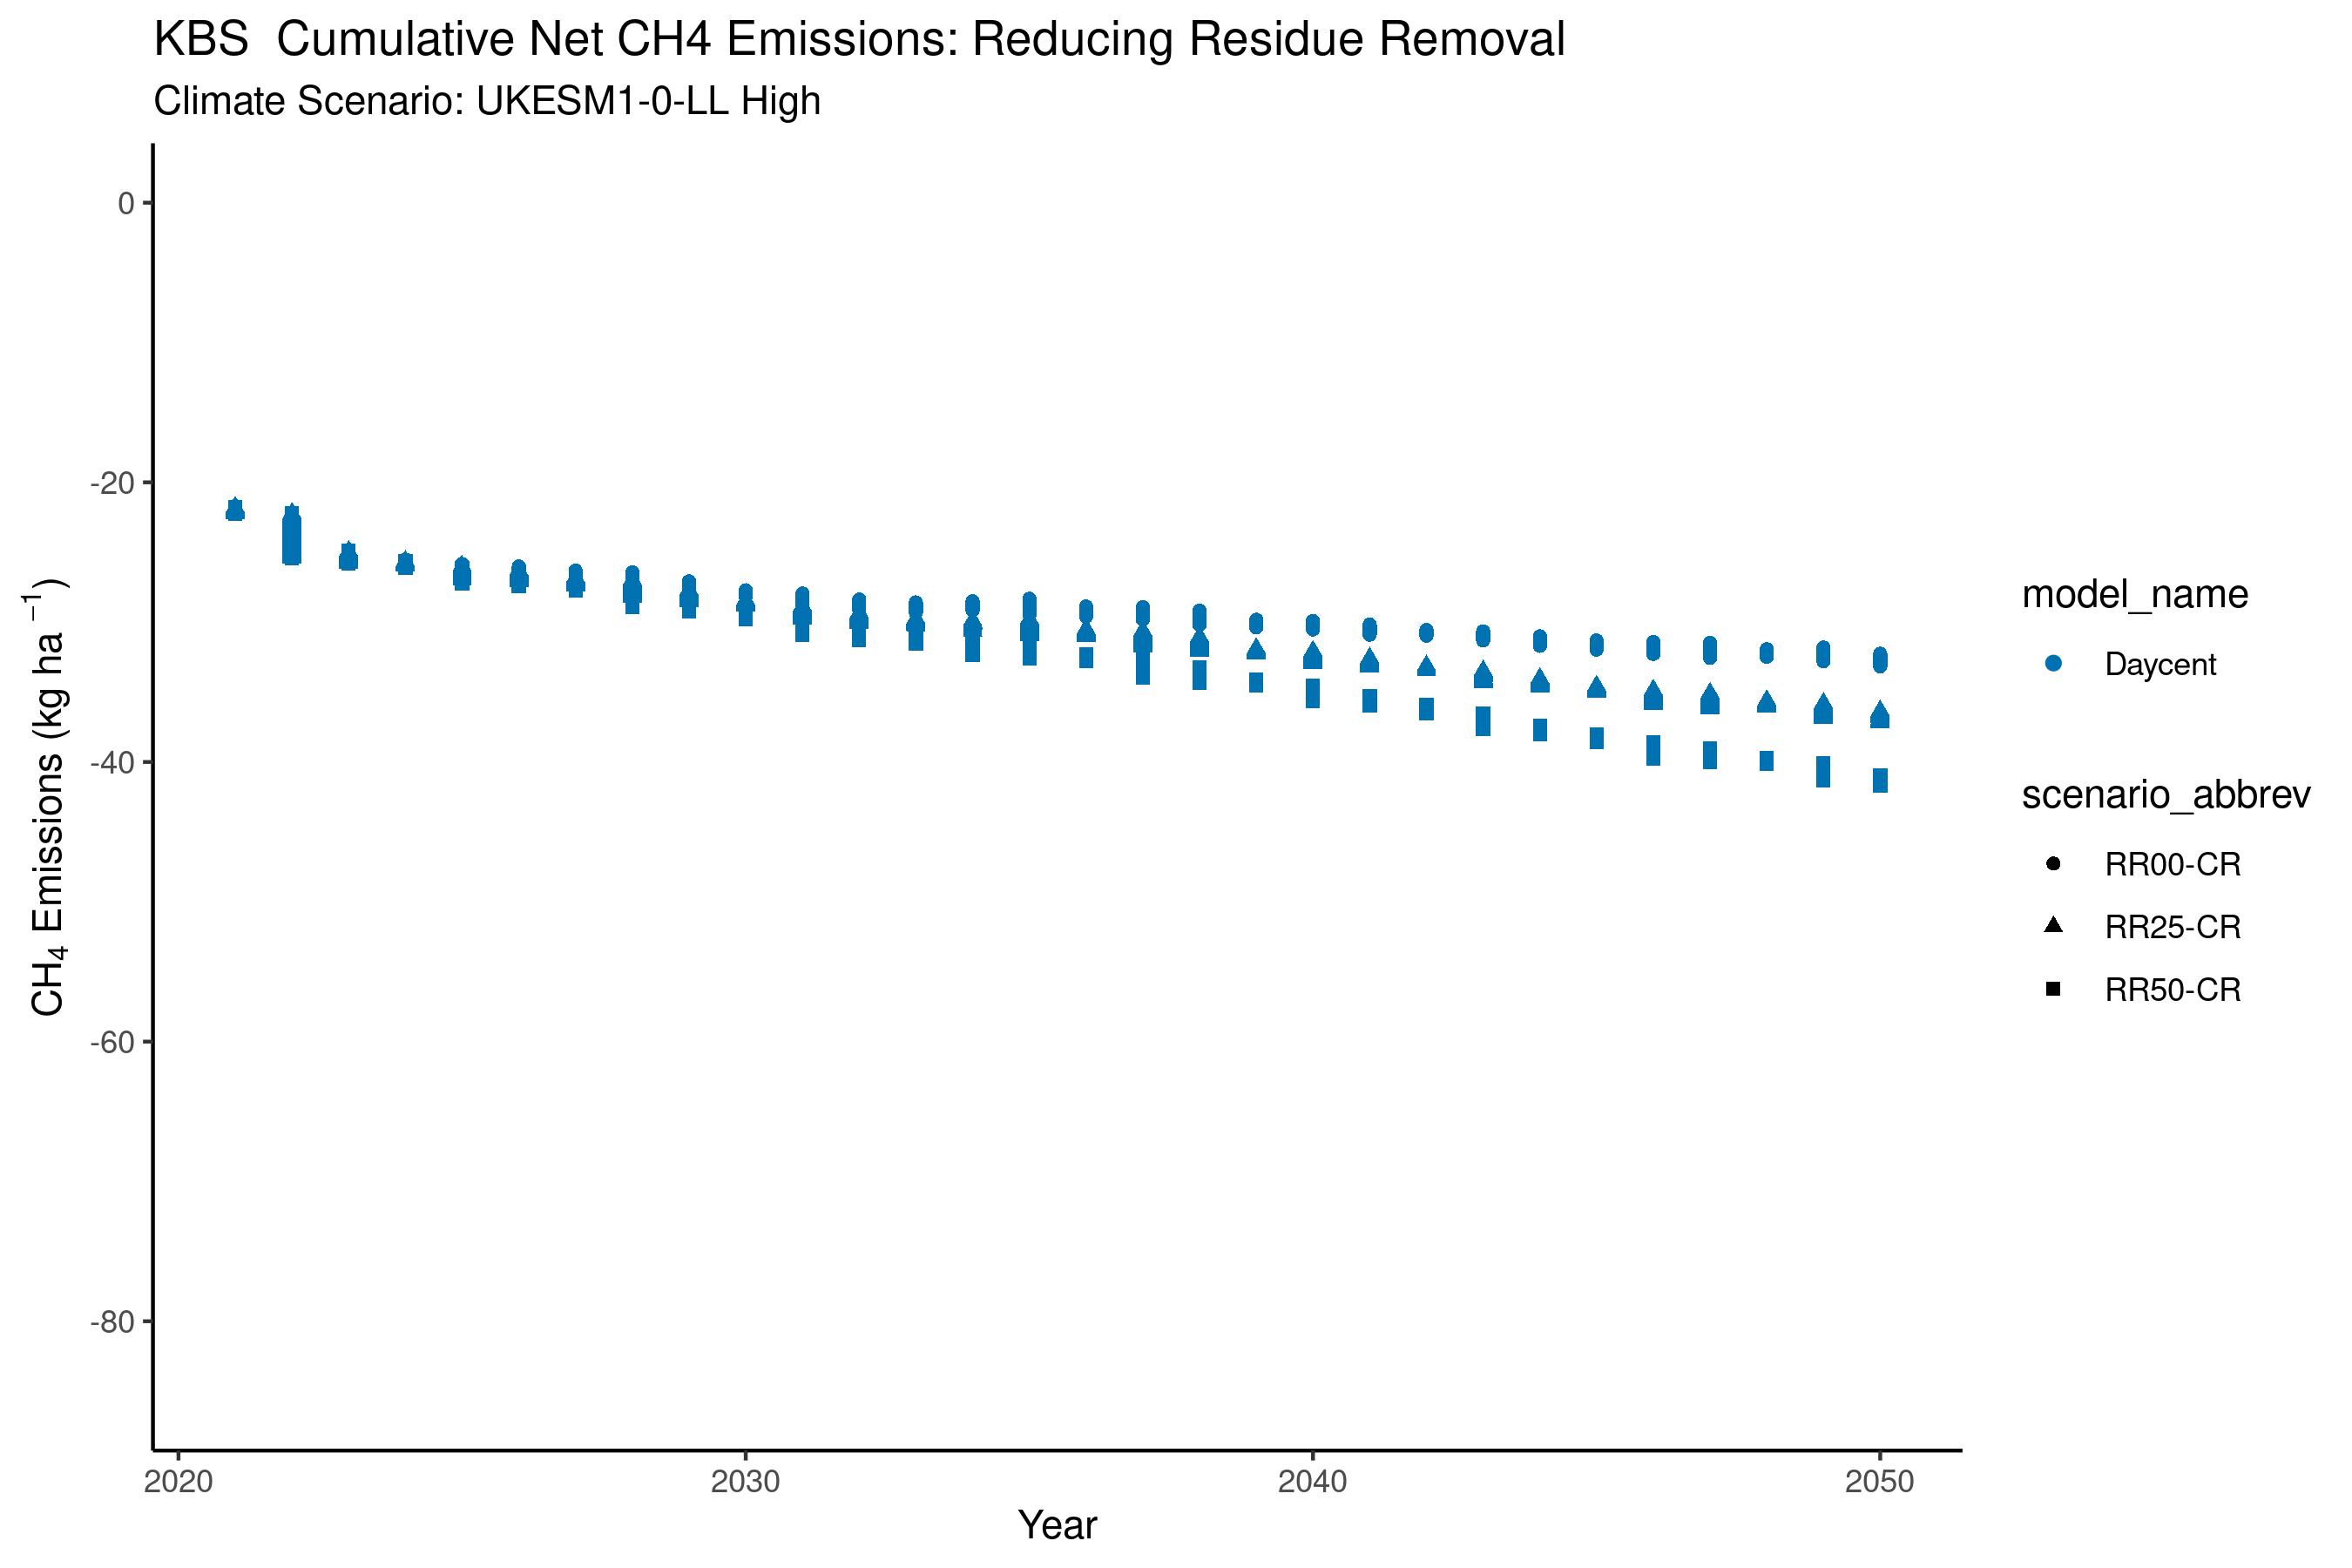 KBS  Cumulative Net CH4 Emissions: Reducing Residue Removal
Climate Scenario: UKESM1-0-LL High
0
-20
-40
-60
-80
CH₄ Emissions (kg ha⁻¹)
2020 2030 2040 2050
Year
model_name
Daycent
scenario_abbrev
RR00-CR
RR25-CR
RR50-CR